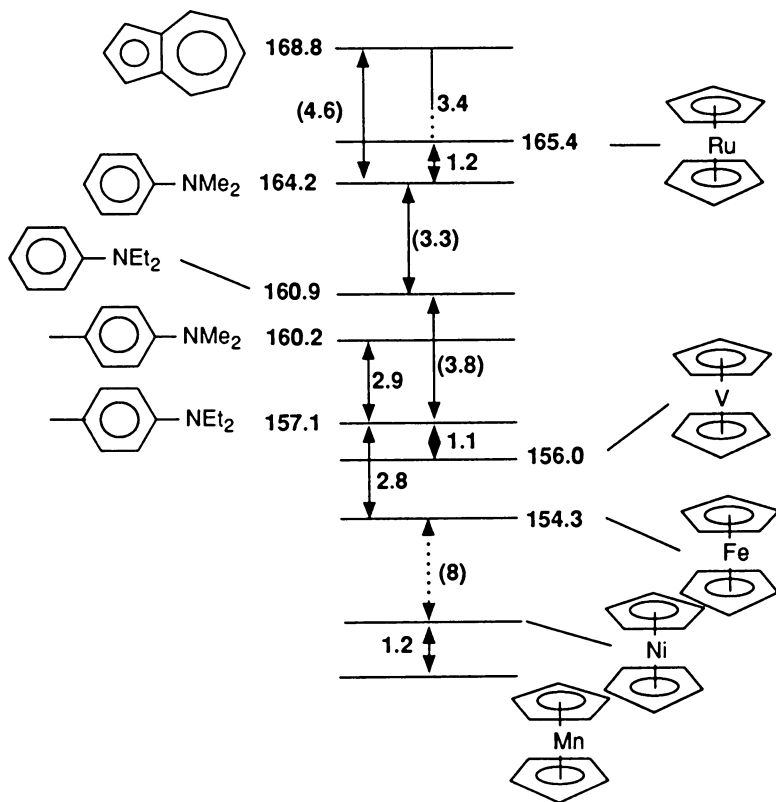 168.8
(4.6)
3.4
165.4
Ru
1.2
NMe2
164.2
(3.3)
NEt2
160.9
NMe2
160.2
(3.8)
2.9
V
NEt2
157.1
1.1
156.0
2.8
154.3
Fe
(8)
Ni
1.2
Mn